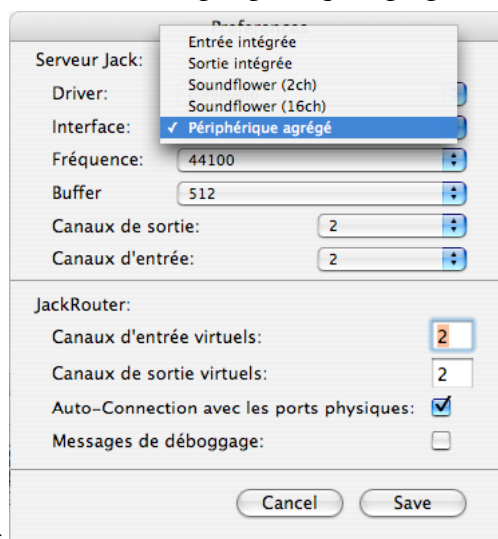 Preferences
Entrée intégrée
Serveur Jack:
Sortie intégrée
Soundflower (2ch)
Driver:
Soundflower (16ch)
Interface: ✓ Périphérique agrégé
Fréquence: 44100
Buffer 512
Canaux de sortie: 2
Canaux d'entrée: 2
JackRouter:
Canaux d'entrée virtuels: 2
Canaux de sortie virtuels: 2
Auto-Connection avec les ports physiques:
Messages de déboggage:
Cancel Save